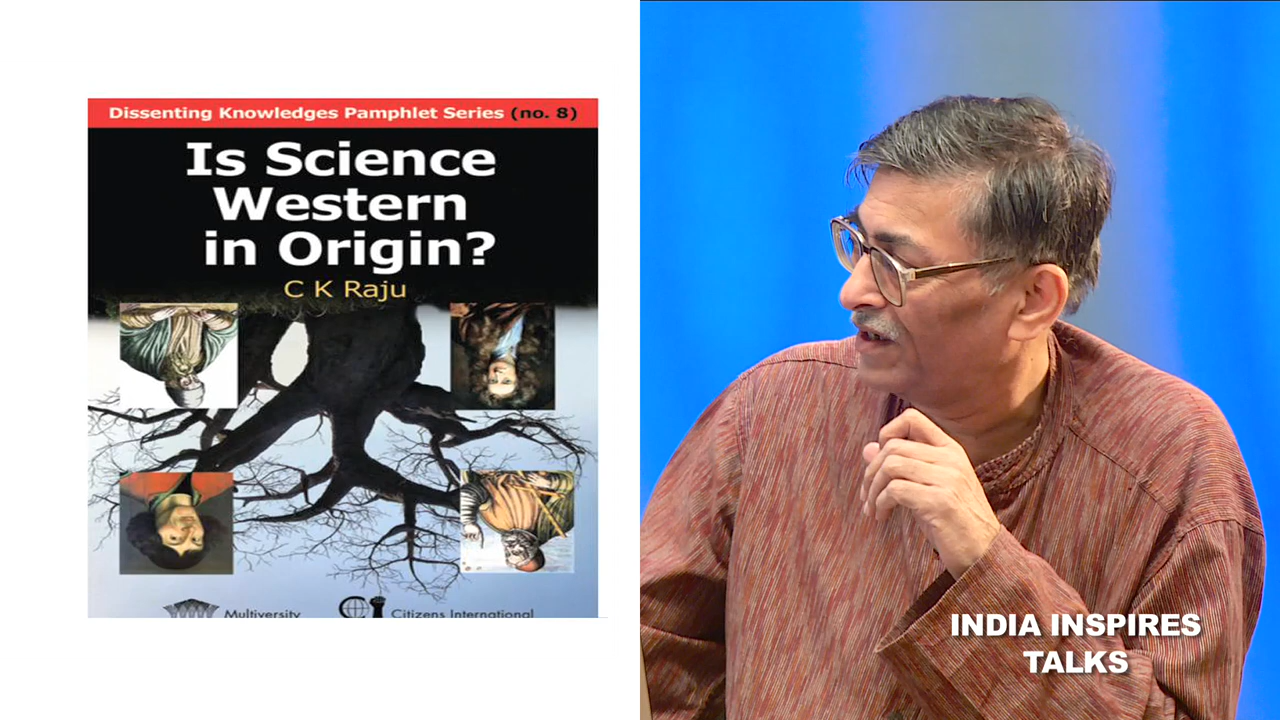 Dissenting Knowledges Pamphlet Series (no. 8)
Is Science
Western
in Origin?
C K Raju
Multiversity
Citizens International
INDIA INSPIRES
TALKS